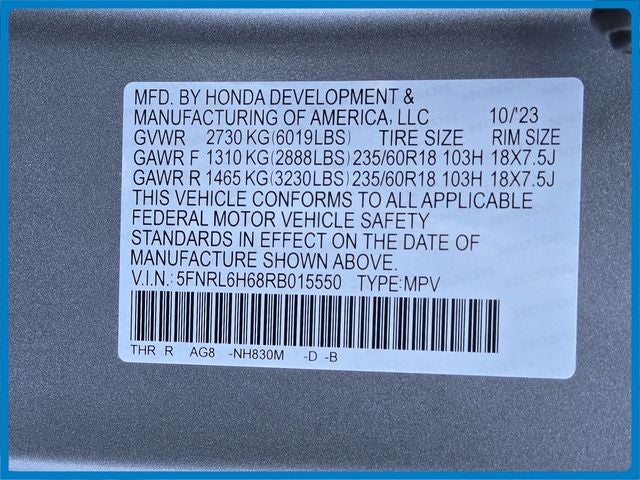 MFD. BY HONDA DEVELOPMENT &
MANUFACTURING OF AMERICA, LLC 10/'23
GVWR 2730 KG(6019LBS) TIRE SIZE RIM SIZE
GAWR F 1310 KG(2888LBS) 235/60R18 103H 18X7.5J
GAWR R 1465 KG(3230LBS) 235/60R18 103H 18X7.5J
THIS VEHICLE CONFORMS TO ALL APPLICABLE
FEDERAL MOTOR VEHICLE SAFETY
STANDARDS IN EFFECT ON THE DATE OF
MANUFACTURE SHOWN ABOVE.
V.I.N.:5FNRL6H68RB015550 TYPE:MPV
THR R AG8 -NH830M -D -B